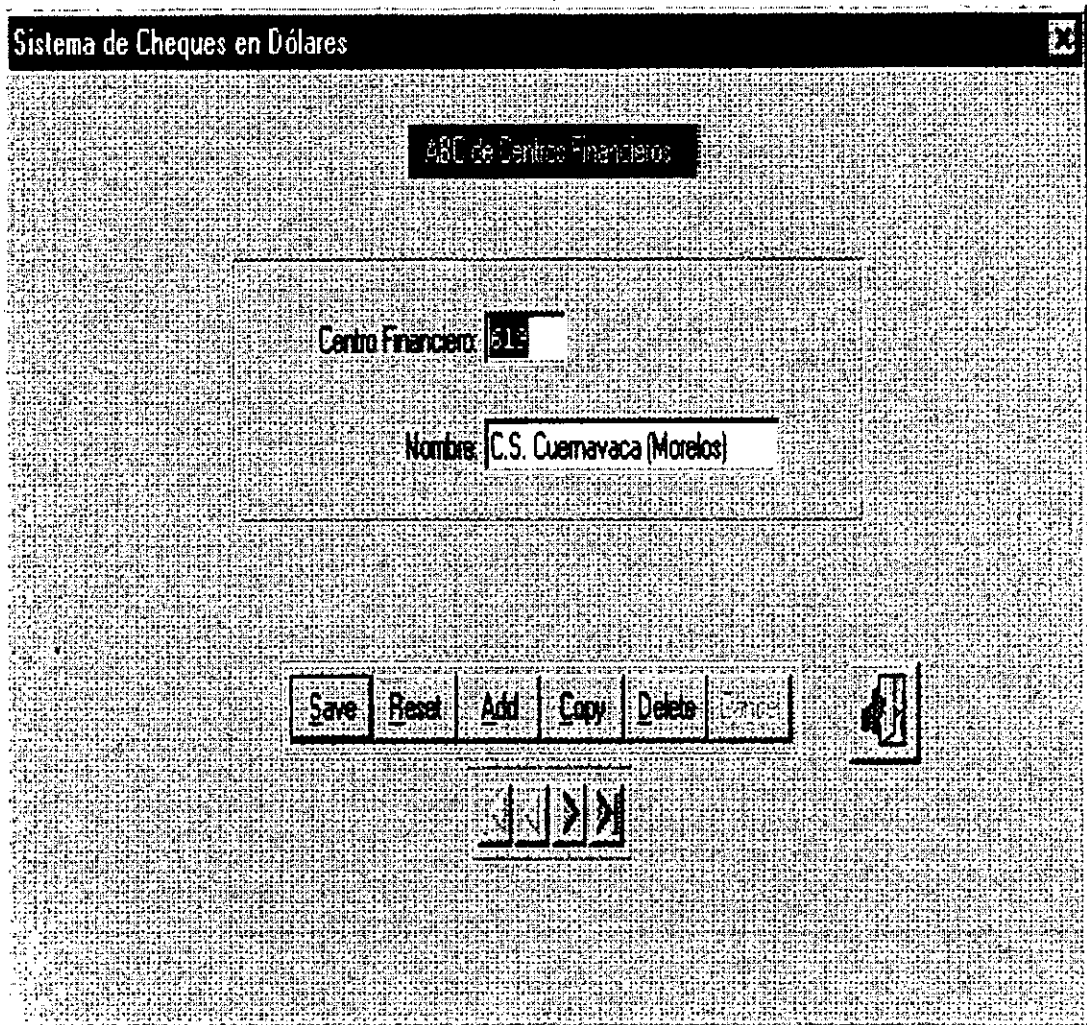 Sistema de Cheques en Dólares
ABC de Centros Financieros
Centro Financiero:
Nombre: C.S. Cuernavaca (Morelos)
Save Reset Add Copy Delete Cancel